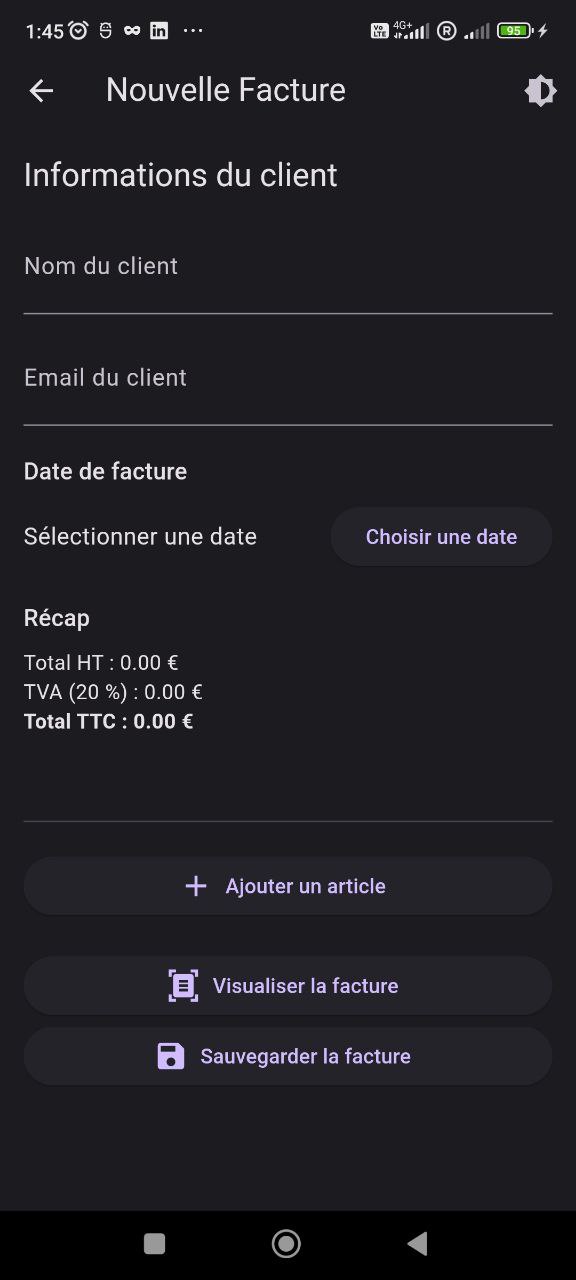 1:45
Vo LTE 4G+ R 95
Nouvelle Facture
Informations du client
Nom du client
Email du client
Date de facture
Sélectionner une date
Choisir une date
Récap
Total HT : 0.00 €
TVA (20 %) : 0.00 €
Total TTC : 0.00 €
Ajouter un article
Visualiser la facture
Sauvegarder la facture